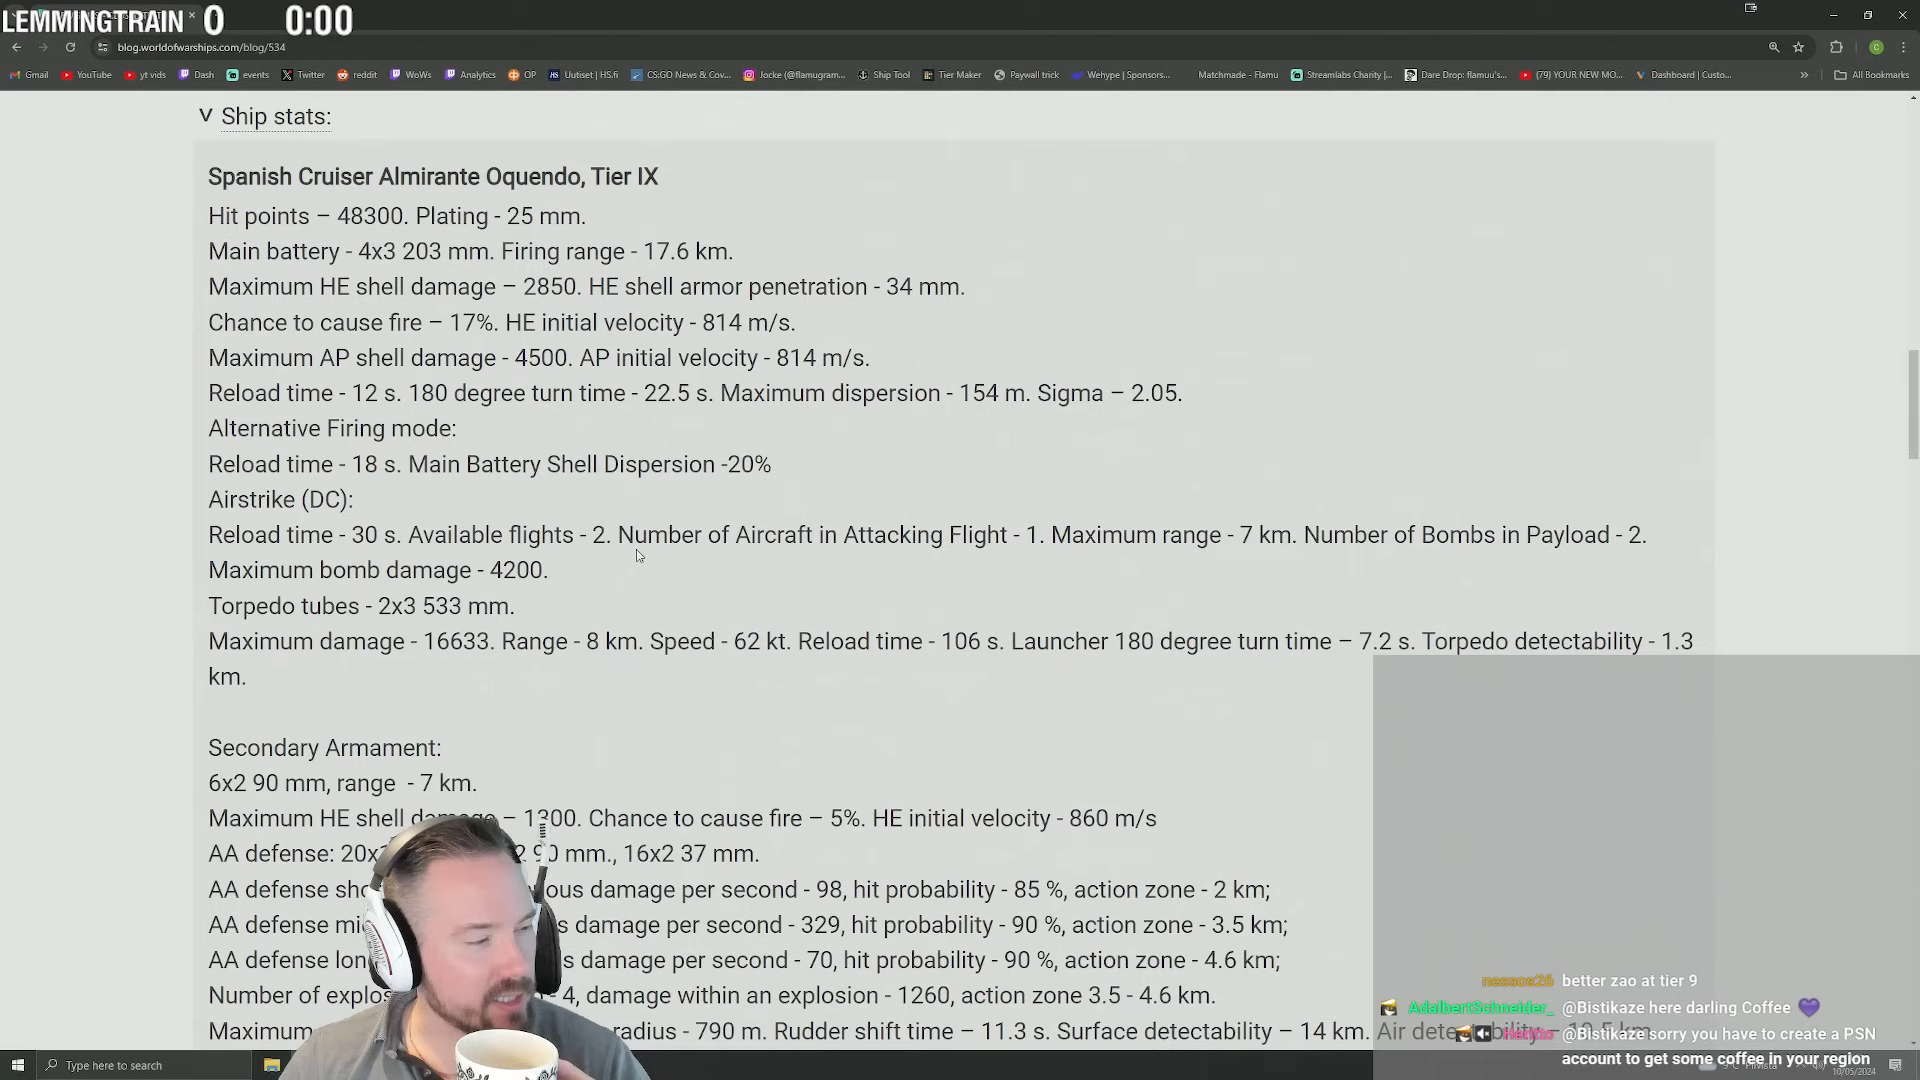 LEMMINGTRAIN 0 0:00
blog.worldofwarships.com/blog/534
Gmail YouTube yt vids Dash events Twitter reddit WoWs Analytics OP Uutiset | HS.fi CS:GO News & Cov... Jocke (@flamugram... Ship Tool Tier Maker Paywall trick Wehype | Sponsors... Matchmade - Flamu Streamlabs Charity |... Dare Drop: flamuu's... (79) YOUR NEW MO... Dashboard | Custo... » All Bookmarks
Ship stats:
Spanish Cruiser Almirante Oquendo, Tier IX
Hit points – 48300. Plating - 25 mm.
Main battery - 4x3 203 mm. Firing range - 17.6 km.
Maximum HE shell damage – 2850. HE shell armor penetration - 34 mm.
Chance to cause fire – 17%. HE initial velocity - 814 m/s.
Maximum AP shell damage - 4500. AP initial velocity - 814 m/s.
Reload time - 12 s. 180 degree turn time - 22.5 s. Maximum dispersion - 154 m. Sigma – 2.05.
Alternative Firing mode:
Reload time - 18 s. Main Battery Shell Dispersion -20%
Airstrike (DC):
Reload time - 30 s. Available flights - 2. Number of Aircraft in Attacking Flight - 1. Maximum range - 7 km. Number of Bombs in Payload - 2.
Maximum bomb damage - 4200.
Torpedo tubes - 2x3 533 mm.
Maximum damage - 16633. Range - 8 km. Speed - 62 kt. Reload time - 106 s. Launcher 180 degree turn time – 7.2 s. Torpedo detectability - 1.3
km.
Secondary Armament:
6x2 90 mm, range - 7 km.
Maximum HE shell – 1300. Chance to cause fire – 5%. HE initial velocity - 860 m/s
AA defense: 90 mm., 16x2 37 mm.
AA defense damage per second - 98, hit probability - 85 %, action zone - 2 km;
AA defense damage per second - 329, hit probability - 90 %, action zone - 3.5 km;
AA defense damage per second - 70, hit probability - 90 %, action zone - 4.6 km;
Number of - 4, damage within an explosion - 1260, action zone 3.5 - 4.6 km.
Maximum radius - 790 m. Rudder shift time – 11.3 s. Surface detectability – 14 km. Air
nessos26 better zao at tier 9
AdalbertSchneider_ @Bistikaze here darling Coffee
@Bistikaze sorry you have to create a PSN
account to get some coffee in your region
Type here to search
10/05/2024